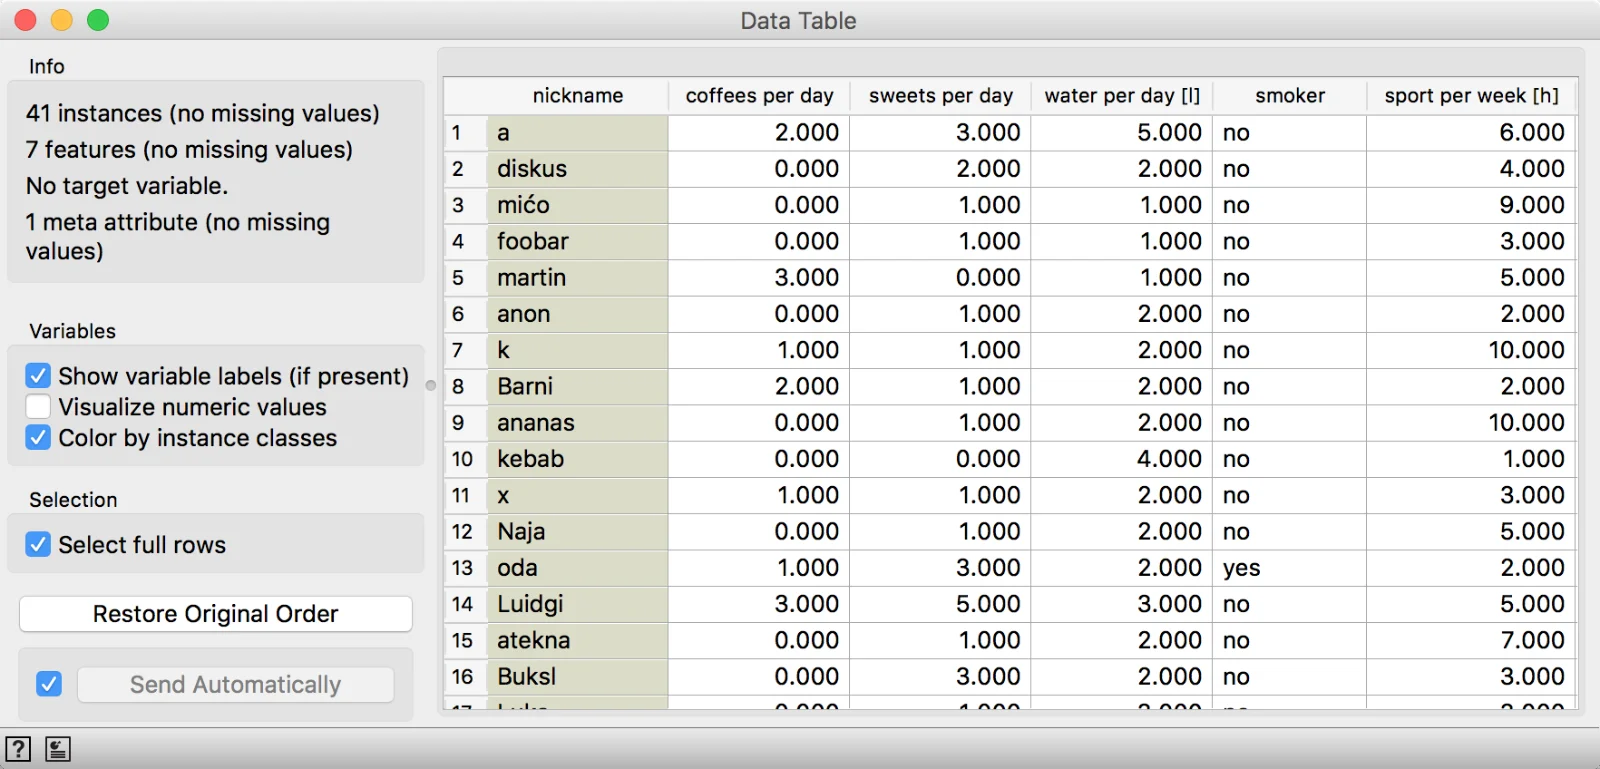 Data Table
Info
41 instances (no missing values)
7 features (no missing values)
No target variable.
1 meta attribute (no missing
values)
Variables
Show variable labels (if present)
Visualize numeric values
Color by instance classes
Selection
Select full rows
Restore Original Order
Send Automatically
nickname coffees per day sweets per day water per day [l] smoker sport per week [h]
1 a 2.000 3.000 5.000 no 6.000
2 diskus 0.000 2.000 2.000 no 4.000
3 mićo 0.000 1.000 1.000 no 9.000
4 foobar 0.000 1.000 1.000 no 3.000
5 martin 3.000 0.000 1.000 no 5.000
6 anon 0.000 1.000 2.000 no 2.000
7 k 1.000 1.000 2.000 no 10.000
8 Barni 2.000 1.000 2.000 no 2.000
9 ananas 0.000 1.000 2.000 no 10.000
10 kebab 0.000 0.000 4.000 no 1.000
11 x 1.000 1.000 2.000 no 3.000
12 Naja 0.000 1.000 2.000 no 5.000
13 oda 1.000 3.000 2.000 yes 2.000
14 Luidgi 3.000 5.000 3.000 no 5.000
15 atekna 0.000 1.000 2.000 no 7.000
16 Buksl 0.000 3.000 2.000 no 3.000
?